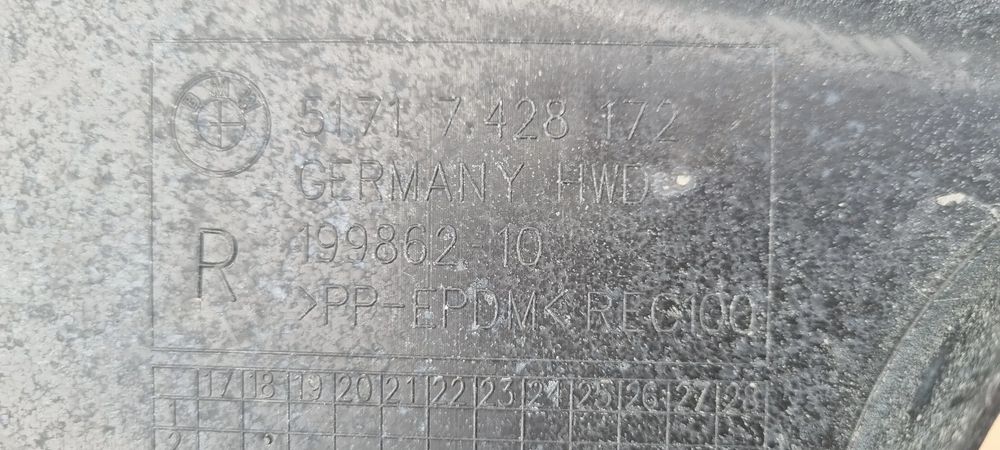 BMW
5171 7 428 172
GERMANY HWD
R
199862-10
>PP-EPDM< REC100
17 18 19 20 21 22 23 24 25 26 27 28
1
2